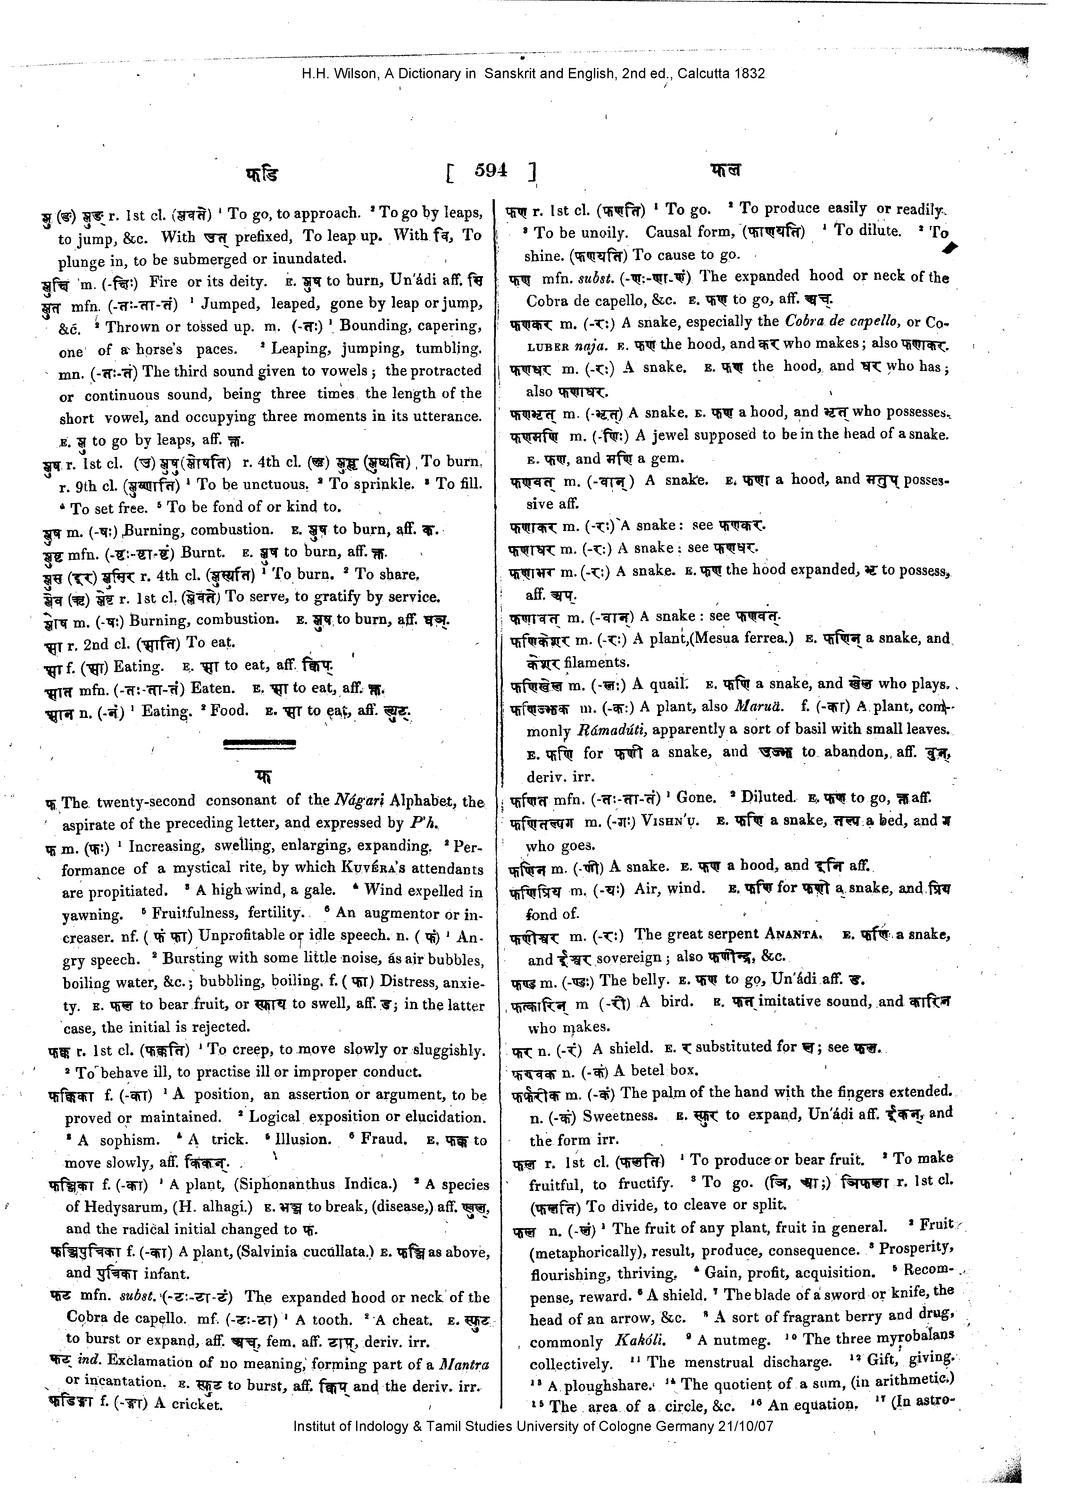 H.H. Wilson, A Dictionary in Sanskrit and English, 2nd ed., Calcutta 1832
फडि
[ 594 ]
फल
प्लु (ङ) प्लुङ् r. 1st cl. (प्लवते) ¹ To go, to approach. ² To go by leaps,
to jump, &c. With उत् prefixed, To leap up. With वि, To
plunge in, to be submerged or inundated.
प्लुचि m. (-चिः) Fire or its deity. E. प्लुष to burn, Un'ádi aff. सि
प्लुत mfn. (-तः-ता-तं) ¹ Jumped, leaped, gone by leap or jump,
&c. ² Thrown or tossed up. m. (-तः) ¹ Bounding, capering,
one of a horse's paces. ² Leaping, jumping, tumbling.
mn. (-तः-तं) The third sound given to vowels; the protracted
or continuous sound, being three times the length of the
short vowel, and occupying three moments in its utterance.
E. प्लु to go by leaps, aff. क्त.
प्लुष r. 1st cl. (उ) प्लुषु (प्लोषति) r. 4th cl. (प्लुष्यति) To burn.
r. 9th cl. (प्लुष्णाति) ¹ To be unctuous. ² To sprinkle. ³ To fill.
⁴ To set free. ⁵ To be fond of or kind to.
प्लुष m. (-षः) Burning, combustion. E. प्लुष to burn, aff. क.
प्लुष्ट mfn. (-ष्टः-ष्टा-ष्टं) Burnt. E. प्लुष to burn, aff. क्त.
प्लुस (इर) प्लुसिर r. 4th cl. (प्लुस्यति) ¹ To burn. ² To share.
प्लेव (ऋ) प्लेवृ r. 1st cl. (प्लेवते) To serve, to gratify by service.
प्लोष m. (-षः) Burning, combustion. E. प्लुष to burn, aff. घञ्.
प्सा r. 2nd cl. (प्साति) To eat.
प्सा f. (प्सा) Eating. E. प्सा to eat, aff. क्विप्.
प्सात mfn. (-तः-ता-तं) Eaten. E. प्सा to eat, aff. क्त.
प्सान n. (-नं) ¹ Eating. ² Food. E. प्सा to eat, aff. ल्युट्.
फ
फ The twenty-second consonant of the Nágari Alphabet, the
aspirate of the preceding letter, and expressed by P'h.
फ m. (फः) ¹ Increasing, swelling, enlarging, expanding. ² Per-
formance of a mystical rite, by which KUVÉRA's attendants
are propitiated. ³ A high wind, a gale. ⁴ Wind expelled in
yawning. ⁵ Fruitfulness, fertility. ⁶ An augmentor or in-
creaser. nf. (फं फा) Unprofitable or idle speech. n. (फं) ¹ An-
gry speech. ² Bursting with some little noise, as air bubbles,
boiling water, &c.; bubbling, boiling. f. (फा) Distress, anxie-
ty. E. फल to bear fruit, or स्फाय to swell, aff. ड; in the latter
case, the initial is rejected.
फक्क r. 1st cl. (फक्कति) ¹ To creep, to move slowly or sluggishly.
² To behave ill, to practise ill or improper conduct.
फक्किका f. (-का) ¹ A position, an assertion or argument, to be
proved or maintained. ² Logical exposition or elucidation.
³ A sophism. ⁴ A trick. ⁵ Illusion. ⁶ Fraud. E. फक्क to
move slowly, aff. किकन्.
फञ्जिका f. (-का) ¹ A plant, (Siphonanthus Indica.) ² A species
of Hedysarum, (H. alhagi.) E. भञ्ज to break, (disease,) aff. ण्वुल्,
and the radical initial changed to फ.
फञ्जिपुचिका f. (-का) A plant, (Salvinia cucullata.) E. फञ्जि as above,
and पुचिका infant.
फट mfn. subst. (-टः-टा-टं) The expanded hood or neck of the
Cobra de capello. mf. (-टः-टा) ¹ A tooth. ² A cheat. E. स्फुट
to burst or expand, aff. अच्, fem. aff. टाप्, deriv. irr.
फट् ind. Exclamation of no meaning, forming part of a Mantra
or incantation. E. स्फुट to burst, aff. क्विप् and the deriv. irr.
फडिङ्गा f. (-ङ्गा) A cricket.
फण r. 1st cl. (फणति) ¹ To go. ² To produce easily or readily.
³ To be unoily. Causal form, (फाणयति) ¹ To dilute. ² To
shine. (फणयति) To cause to go.
फण mfn. subst. (-णः-णा-णं) The expanded hood or neck of the
Cobra de capello, &c. E. फण to go, aff. अच्.
फणकर m. (-रः) A snake, especially the Cobra de capello, or Co-
LUBER naja. E. फण the hood, and कर who makes; also फणाकर.
फणधर m. (-रः) A snake. E. फण the hood, and धर who has;
also फणाधर.
फणभृत् m. (-भृत्) A snake. E. फण a hood, and भृत् who possesses.
फणमणि m. (-णिः) A jewel supposed to be in the head of a snake.
E. फण, and मणि a gem.
फणवत् m. (-वान्) A snake. E. फणा a hood, and मतुप् posses-
sive aff.
फणाकर m. (-रः) A snake: see फणकर.
फणाधर m. (-रः) A snake: see फणधर.
फणाभर m. (-रः) A snake. E. फण the hood expanded, भृ to possess,
aff. अप्.
फणावत् m. (-वान्) A snake: see फणवत्.
फणिकेशर m. (-रः) A plant, (Mesua ferrea.) E. फणिन् a snake, and
केशर filaments.
फणिखेल m. (-लः) A quail. E. फणि a snake, and खेल who plays.
फणिज्झक m. (-कः) A plant, also Maruä. f. (-का) A plant, com-
monly Rámadúti, apparently a sort of basil with small leaves.
E. फणि for फणी a snake, and उज्झ to abandon, aff. वुन्,
deriv. irr.
फणित mfn. (-तः-ता-तं) ¹ Gone. ² Diluted. E. फण to go, क्त aff.
फणितल्पग m. (-गः) VISHN'U. E. फणि a snake, तल्प a bed, and ग
who goes.
फणिन m. (-णी) A snake. E. फण a hood, and इनि aff.
फणिप्रिय m. (-यः) Air, wind. E. फणि for फणी a snake, and प्रिय
fond of.
फणीश्वर m. (-रः) The great serpent ANANTA. E. फणि a snake,
and ईश्वर sovereign; also फणीन्द्र, &c.
फण्ड m. (-ण्डः) The belly. E. फण to go, Un'ádi aff. ड.
फत्कारिन् m (-री) A bird. E. फत् imitative sound, and कारिन
who makes.
फर n. (-रं) A shield. E. र substituted for ल; see फल.
फरुवक n. (-कं) A betel box.
फर्फरीक m. (-कं) The palm of the hand with the fingers extended.
n. (-कं) Sweetness. E. स्फुर to expand, Un'ádi aff. ईकन्, and
the form irr.
फल r. 1st cl. (फलति) ¹ To produce or bear fruit. ² To make
fruitful, to fructify. ³ To go. (ञि, आ;) ञिफला r. 1st cl.
(फलति) To divide, to cleave or split.
फल n. (-लं) ¹ The fruit of any plant, fruit in general. ² Fruit
(metaphorically), result, produce, consequence. ³ Prosperity,
flourishing, thriving. ⁴ Gain, profit, acquisition. ⁵ Recom-
pense, reward. ⁶ A shield. ⁷ The blade of a sword or knife, the
head of an arrow, &c. ⁸ A sort of fragrant berry and drug,
commonly Kakóli. ⁹ A nutmeg. ¹⁰ The three myrobalans
collectively. ¹¹ The menstrual discharge. ¹² Gift, giving.
¹³ A ploughshare. ¹⁴ The quotient of a sum, (in arithmetic.)
¹⁵ The area of a circle, &c. ¹⁶ An equation. ¹⁷ (In astro-
Institut of Indology & Tamil Studies University of Cologne Germany 21/10/07